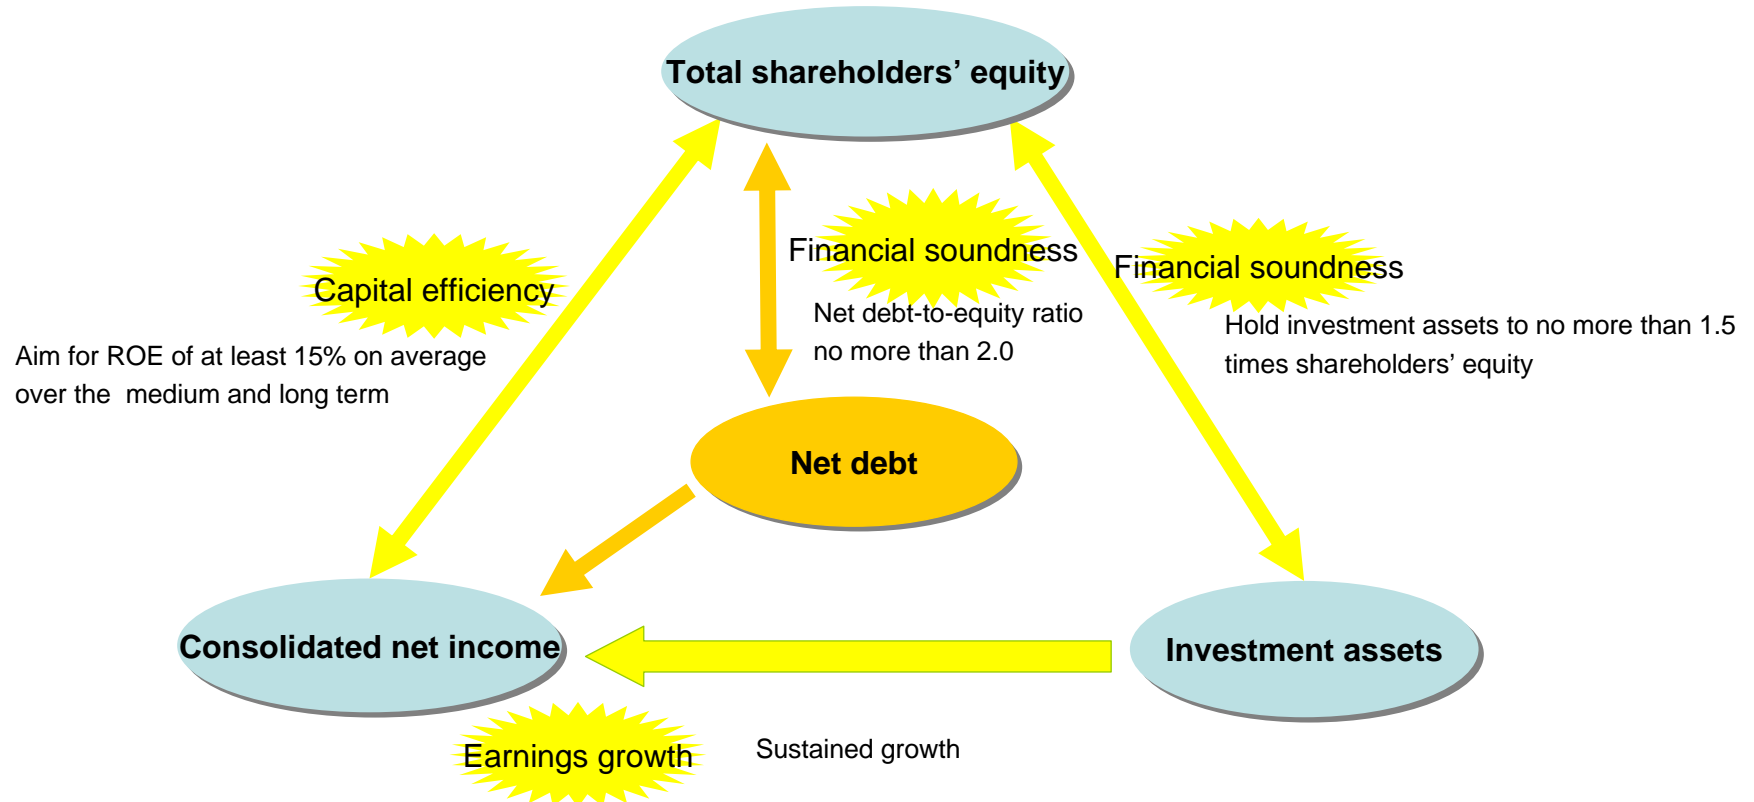 Total shareholders’ equity
Financial soundness
Net debt-to-equity ratio
no more than 2.0
Financial soundness
Hold investment assets to no more than 1.5
times shareholders’ equity
Capital efficiency
Aim for ROE of at least 15% on average
over the  medium and long term
Net debt
Consolidated net income
Investment assets
Earnings growth
Sustained growth